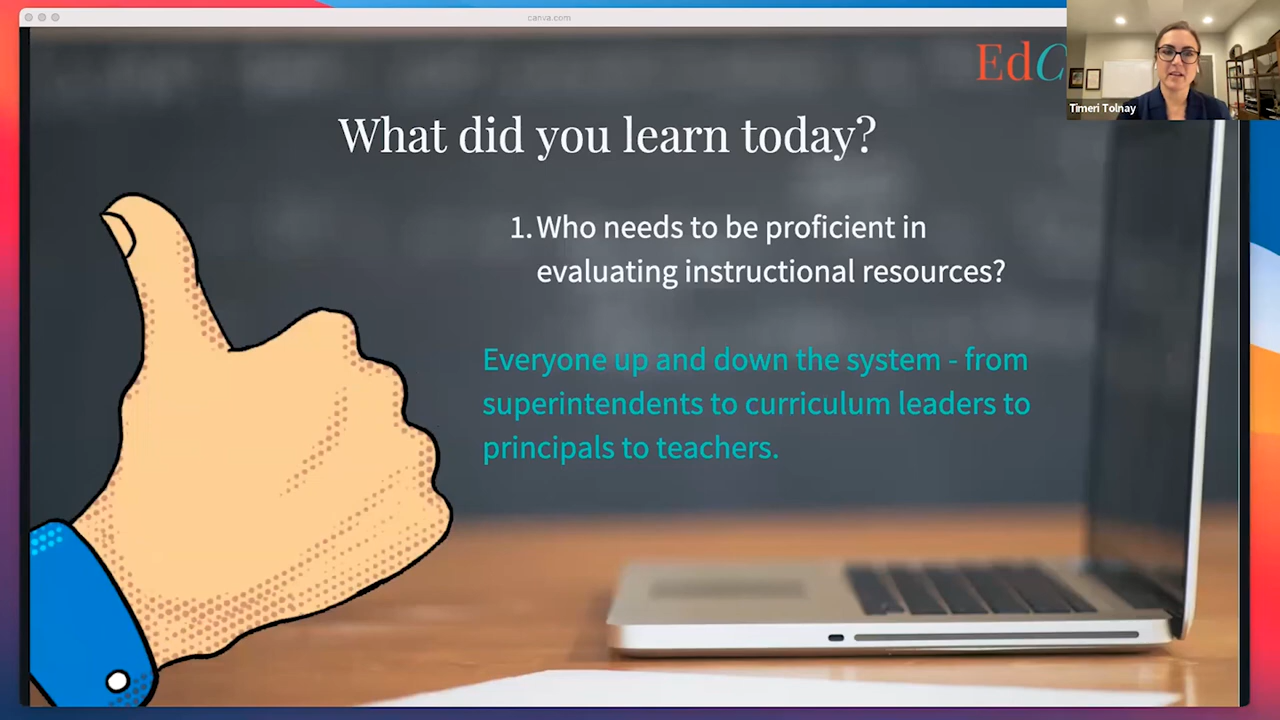 canva.com
EdC
Timeri Tolnay
What did you learn today?
1. Who needs to be proficient in
evaluating instructional resources?
Everyone up and down the system - from
superintendents to curriculum leaders to
principals to teachers.